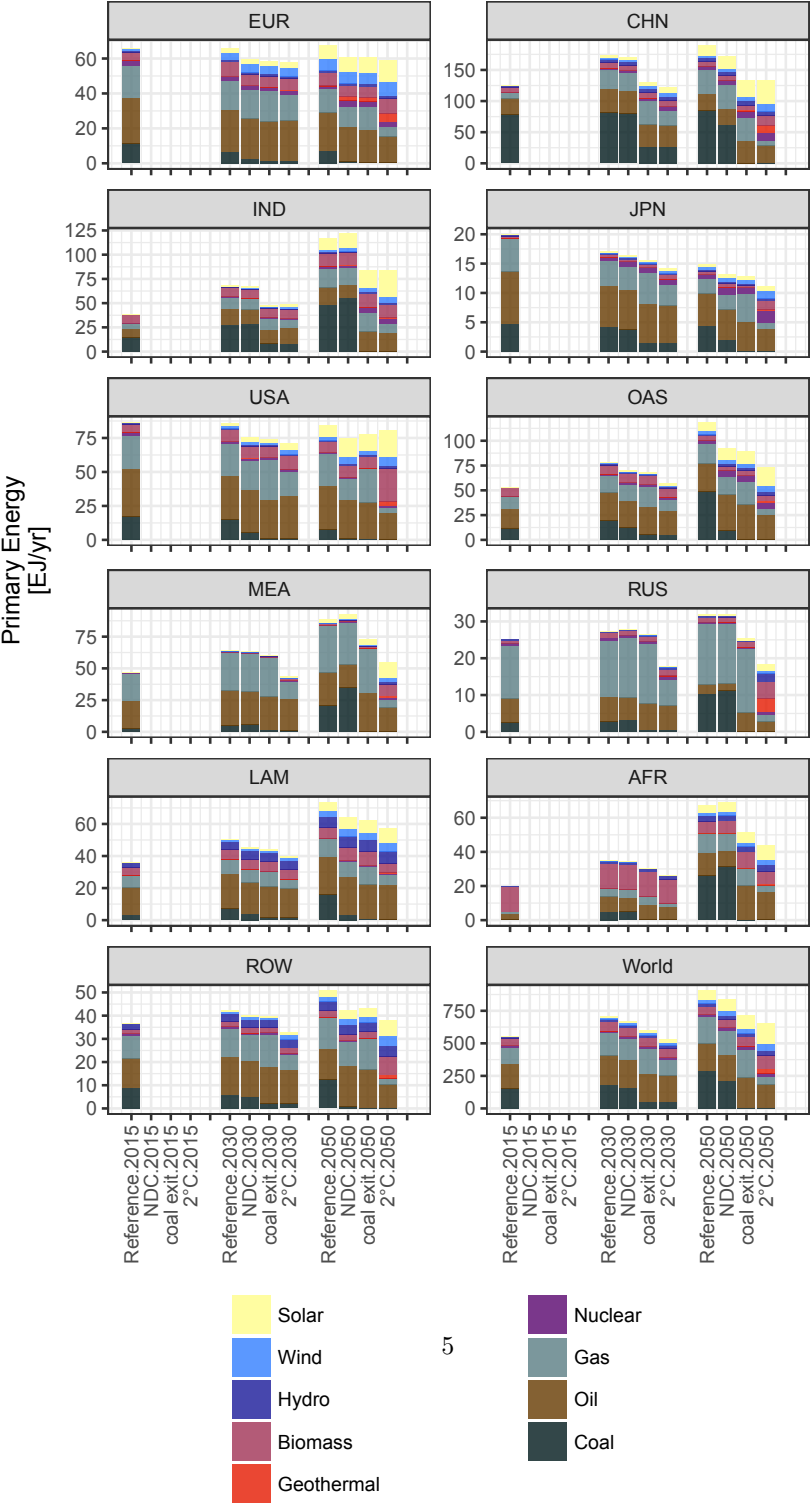 Primary Energy
[EJ/yr]
EUR
60
40
20
0
CHN
150
100
50
0
IND
125
100
75
50
25
0
JPN
20
15
10
5
0
USA
75
50
25
0
OAS
100
75
50
25
0
MEA
75
50
25
0
RUS
30
20
10
0
LAM
60
40
20
0
AFR
60
40
20
0
ROW
50
40
30
20
10
0
World
750
500
250
0
Reference.2015
NDC.2015
coal exit.2015
2°C.2015
Reference.2030
NDC.2030
coal exit.2030
2°C.2030
Reference.2050
NDC.2050
coal exit.2050
2°C.2050
Reference.2015
NDC.2015
coal exit.2015
2°C.2015
Reference.2030
NDC.2030
coal exit.2030
2°C.2030
Reference.2050
NDC.2050
coal exit.2050
2°C.2050
Solar
Wind
Hydro
Biomass
Geothermal
Nuclear
Gas
Oil
Coal
5